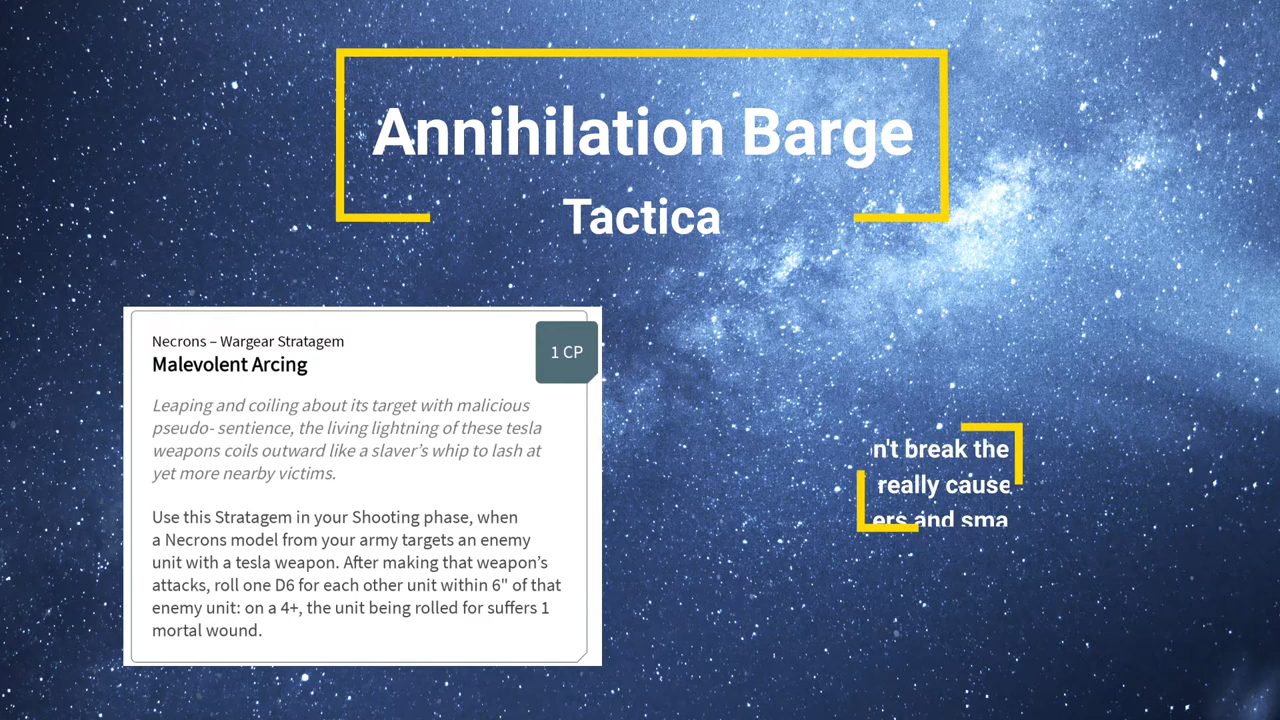 Annihilation Barge
Tactica
Necrons – Wargear Stratagem
Malevolent Arcing
1 CP
Leaping and coiling about its target with malicious
pseudo- sentience, the living lightning of these tesla
weapons coils outward like a slaver's whip to lash at
yet more nearby victims.
Use this Stratagem in your Shooting phase, when
a Necrons model from your army targets an enemy
unit with a tesla weapon. After making that weapon's
attacks, roll one D6 for each other unit within 6" of that
enemy unit: on a 4+, the unit being rolled for suffers 1
mortal wound.
n't break the
really cause
ers and sma